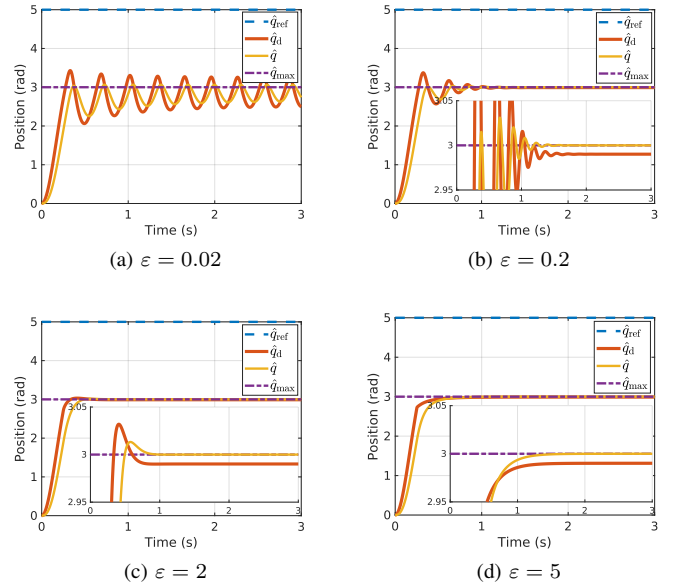 5
4
3
2
1
0
Position (rad)
0 1 2 3
Time (s)
q̂ref
q̂d
q̂
q̂max
(a) ε = 0.02
5
4
3
2
1
0
Position (rad)
0 1 2 3
Time (s)
q̂ref
q̂d
q̂
q̂max
3
2.95
0 1 2 3
(b) ε = 0.2
5
4
3
2
1
0
Position (rad)
0 1 2 3
Time (s)
q̂ref
q̂d
q̂
q̂max
3.05
3
2.95
0 1 2 3
(c) ε = 2
5
4
3
2
1
0
Position (rad)
0 1 2 3
Time (s)
q̂ref
q̂d
q̂
q̂max
3.05
3
2.95
0 1 2 3
(d) ε = 5